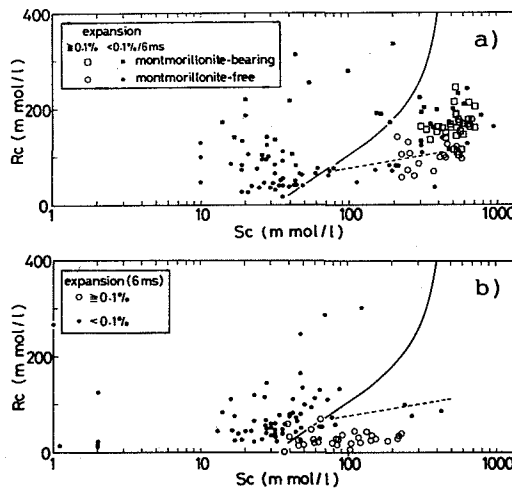 400
200
0
Rc (m mol/l)
expansion
≧0.1% <0.1%/6ms
montmorillonite-bearing
montmorillonite-free
a)
1 10 100 1000
Sc (m mol/l)
400
200
0
Rc (m mol/l)
expansion (6ms)
≧0.1%
<0.1%
b)
1 10 100 1000
Sc (m mol/l)